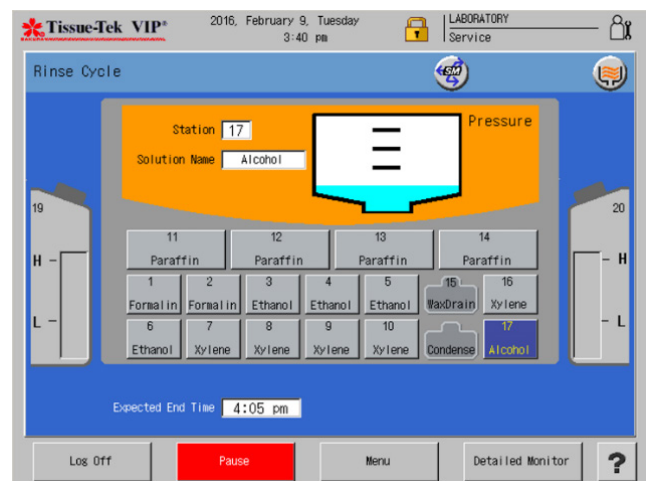 Tissue-Tek VIP®
SAKURA
2016, February 9, Tuesday
3:40 pm
LABORATORY
Service
Rinse Cycle
SM
Station 17
Solution Name Alcohol
Pressure
19
20
H
H
L
L
11
Paraffin
12
Paraffin
13
Paraffin
14
Paraffin
1
Formalin
2
Formalin
3
Ethanol
4
Ethanol
5
Ethanol
15
WaxDrain
16
Xylene
6
Ethanol
7
Xylene
8
Xylene
9
Xylene
10
Xylene
Condense
17
Alcohol
Expected End Time 4:05 pm
Log Off
Pause
Menu
Detailed Monitor
?